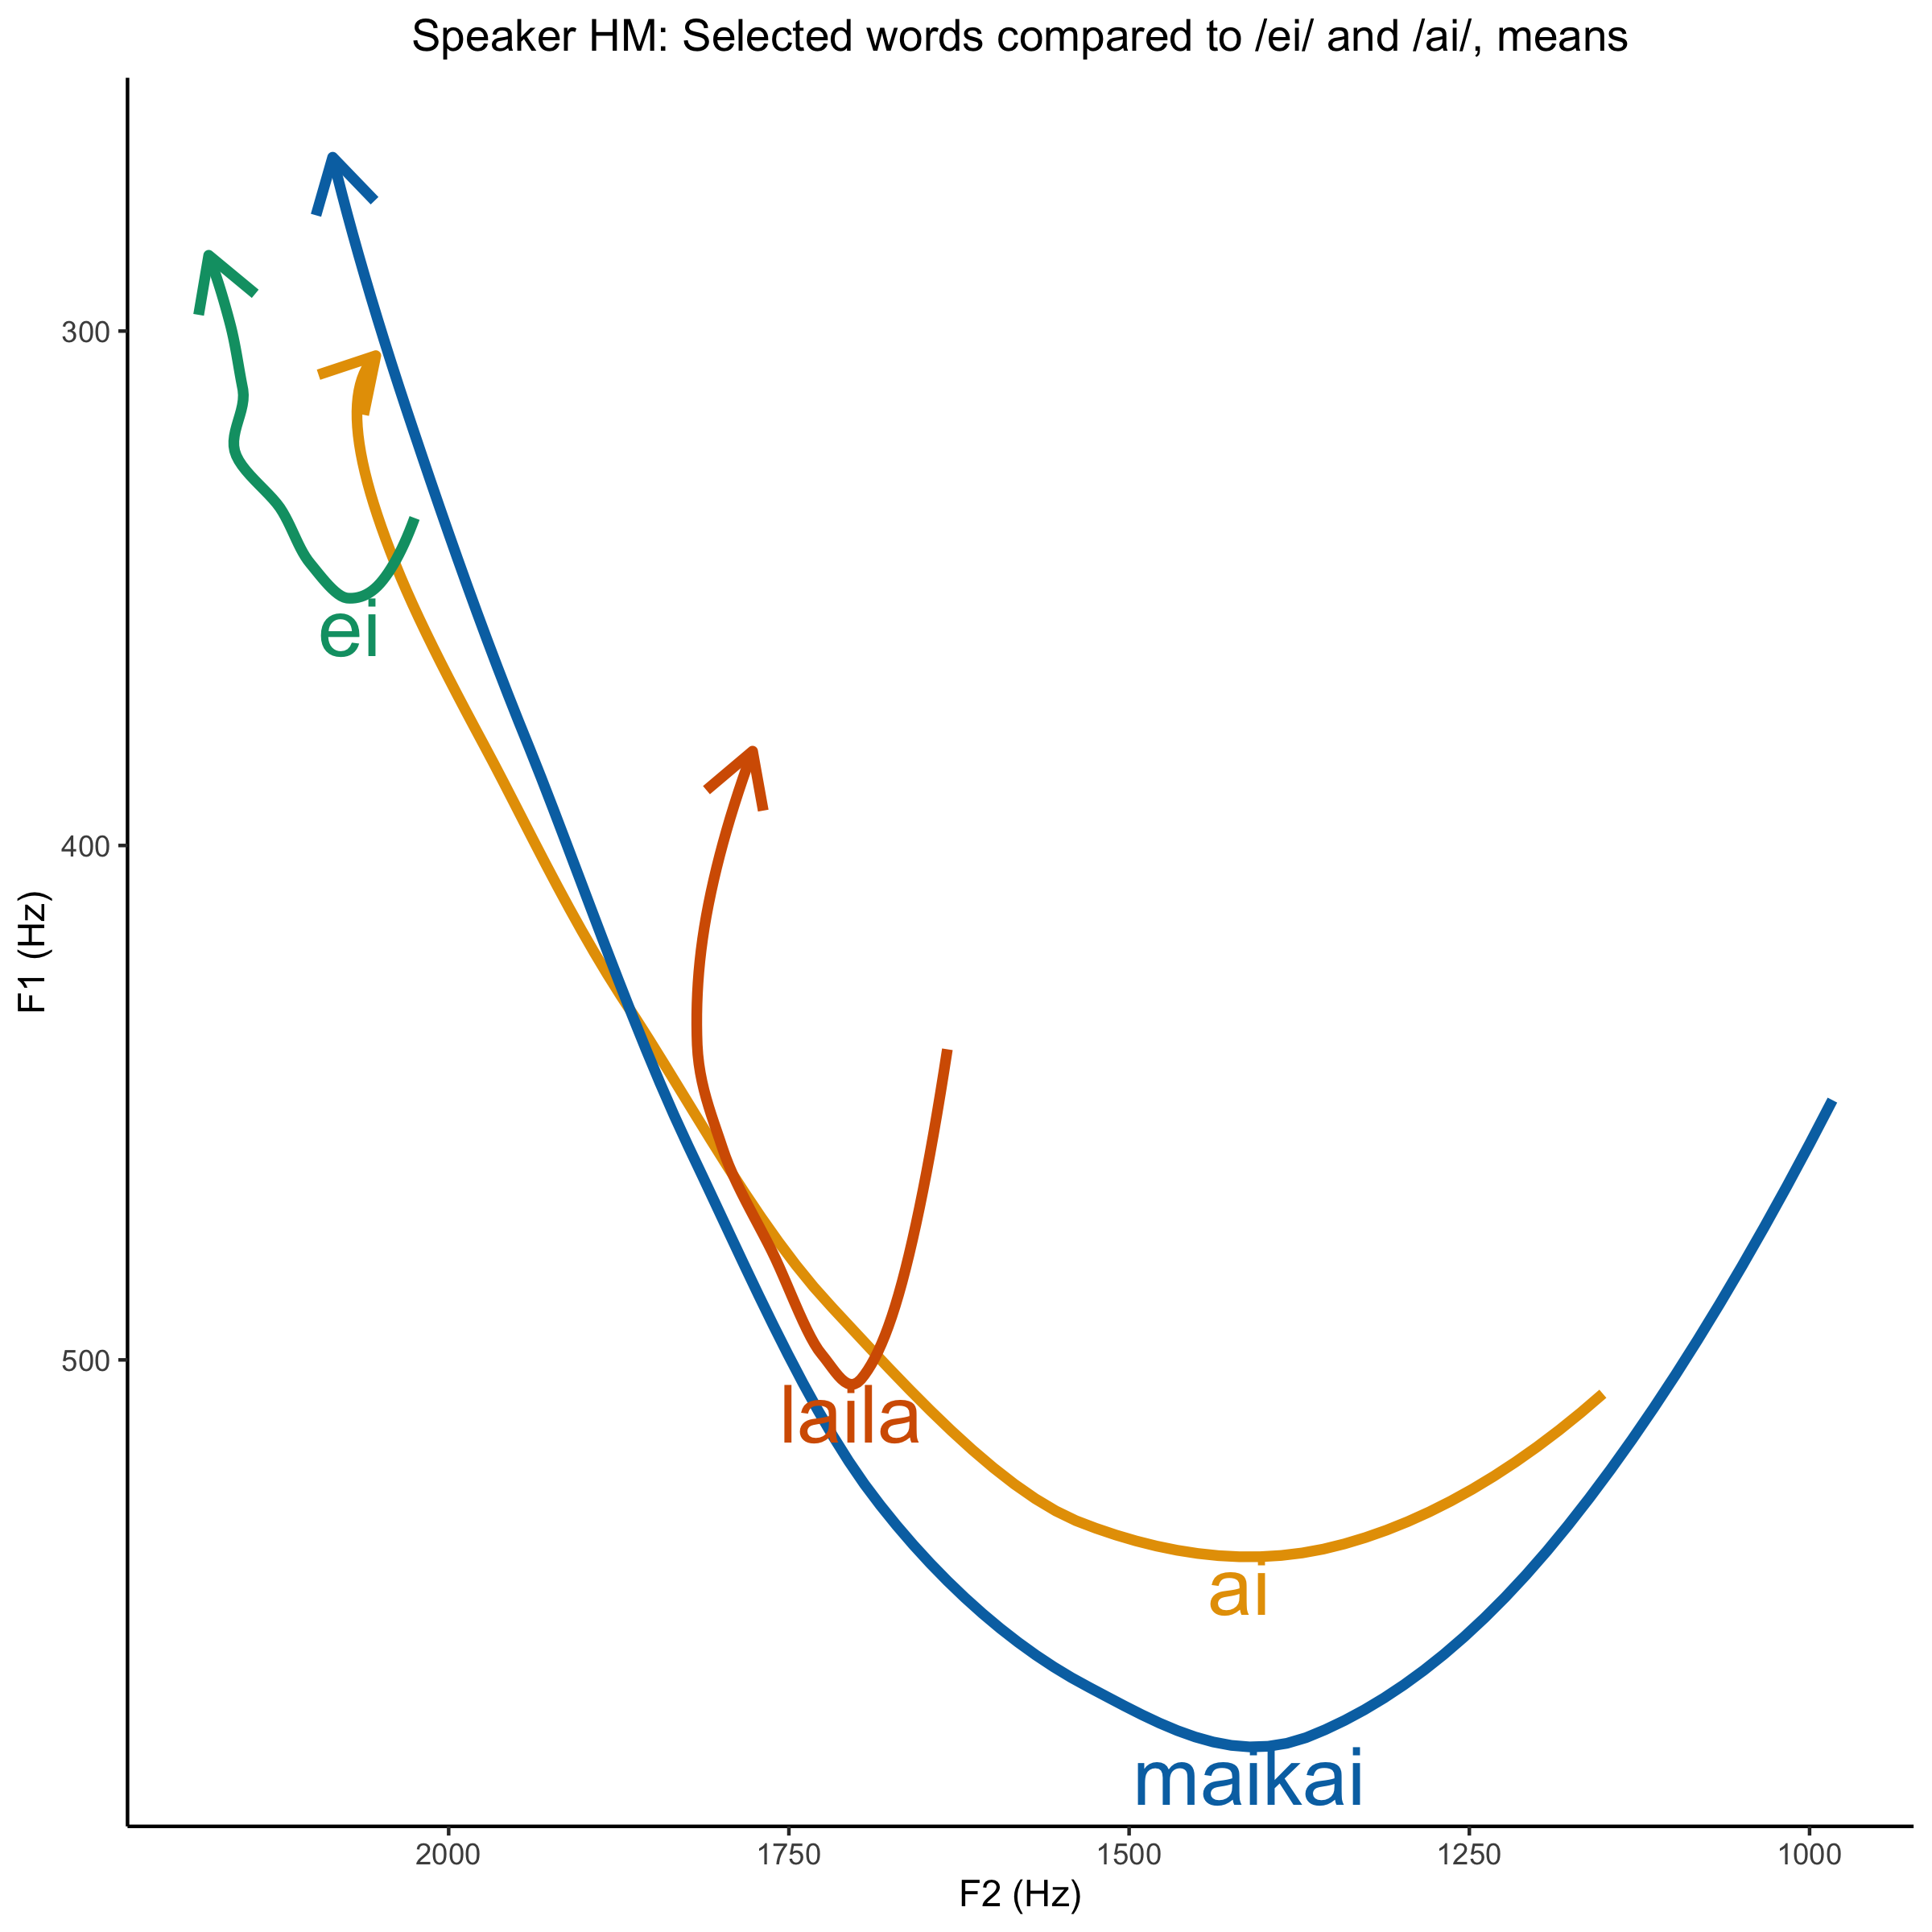 Speaker HM: Selected words compared to /ei/ and /ai/, means
300
ei
400
F1 (Hz)
500
laila
ai
maikai
2000 1750 1500 1250 1000
F2 (Hz)